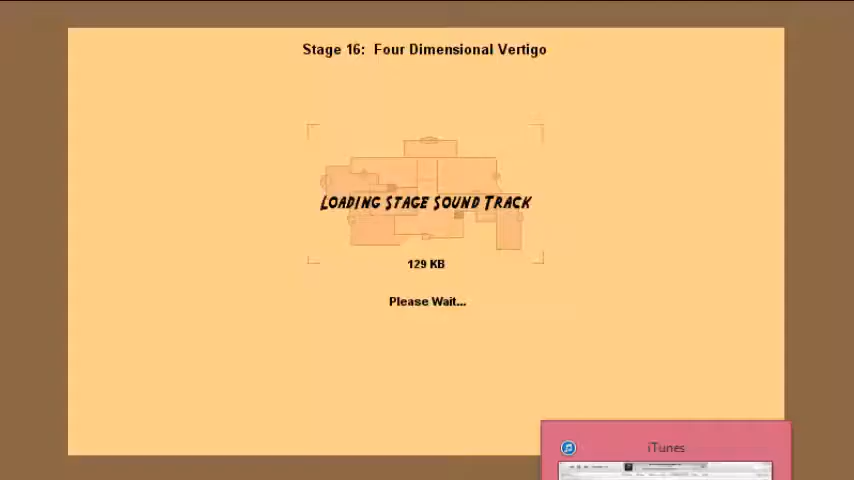 Stage 16: Four Dimensional Vertigo
Loading Stage Sound Track
129 KB
Please Wait...
iTunes